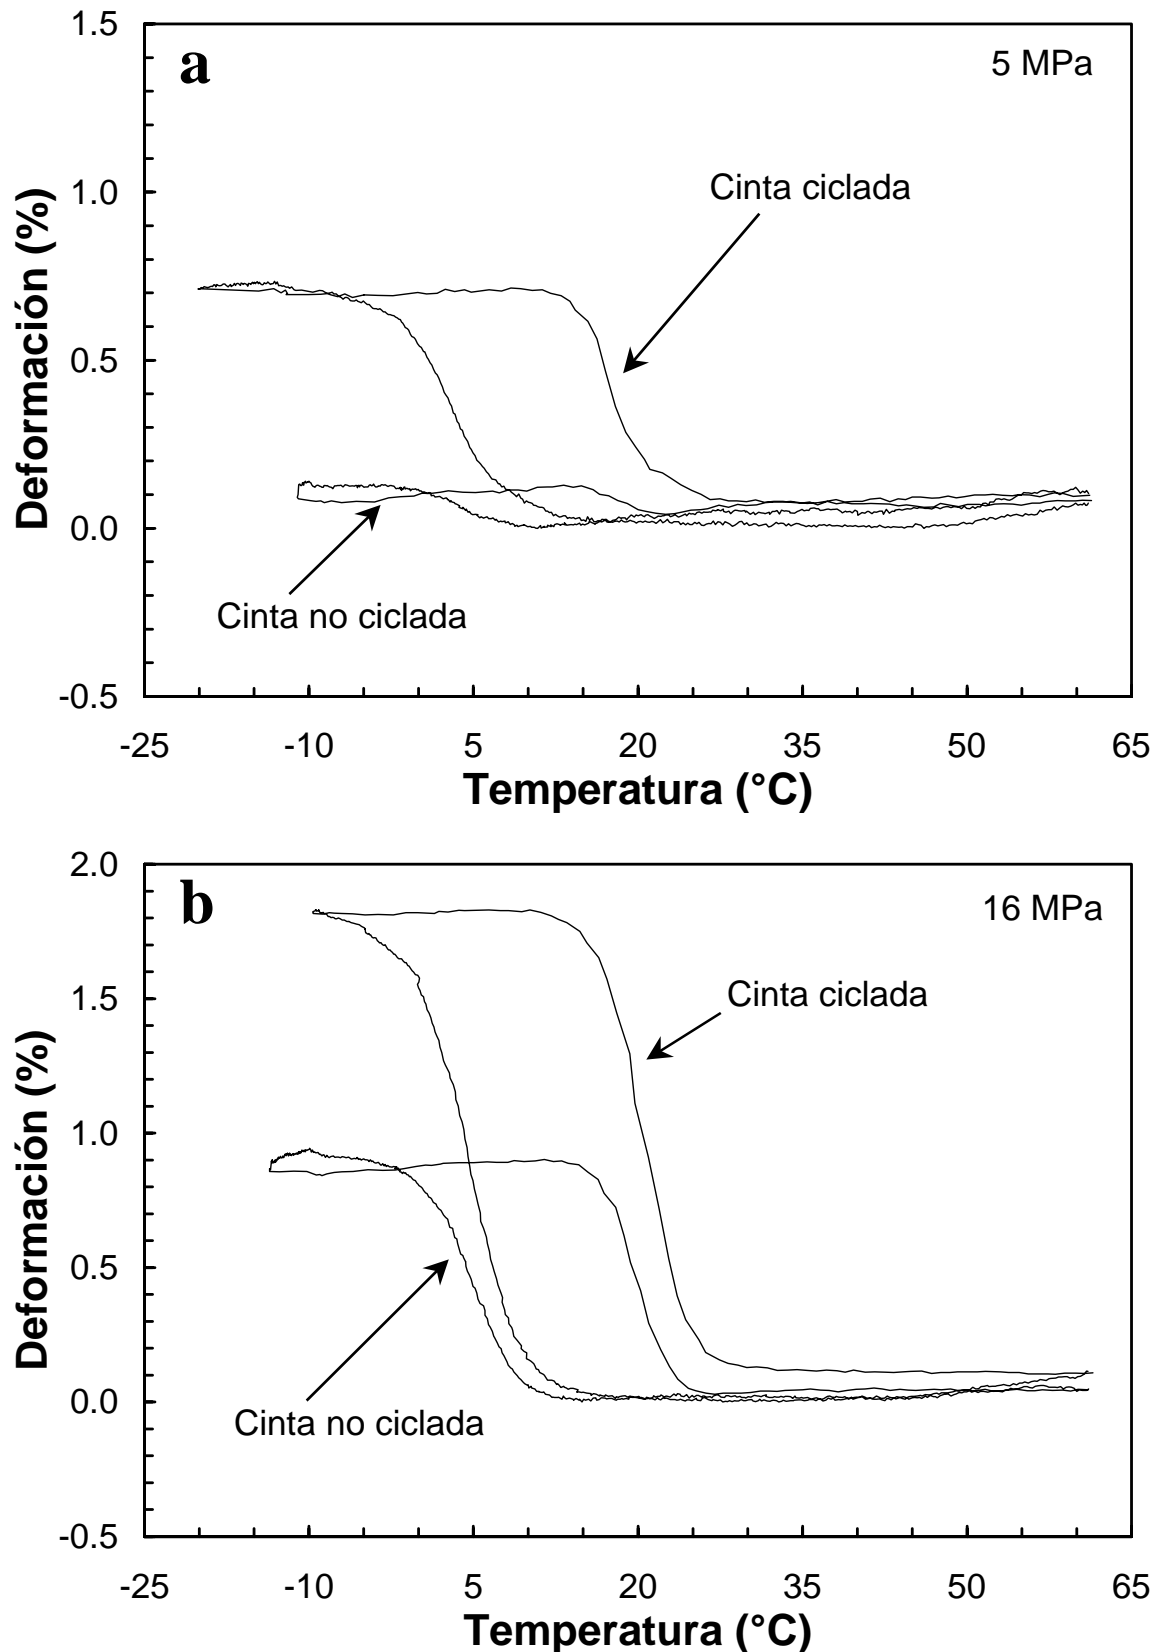 a
5 MPa
1.5
1.0
0.5
0.0
-0.5
Deformación (%)
Cinta ciclada
Cinta no ciclada
-25 -10 5 20 35 50 65
Temperatura (°C)
b
16 MPa
2.0
1.5
1.0
0.5
0.0
-0.5
Deformación (%)
Cinta ciclada
Cinta no ciclada
-25 -10 5 20 35 50 65
Temperatura (°C)